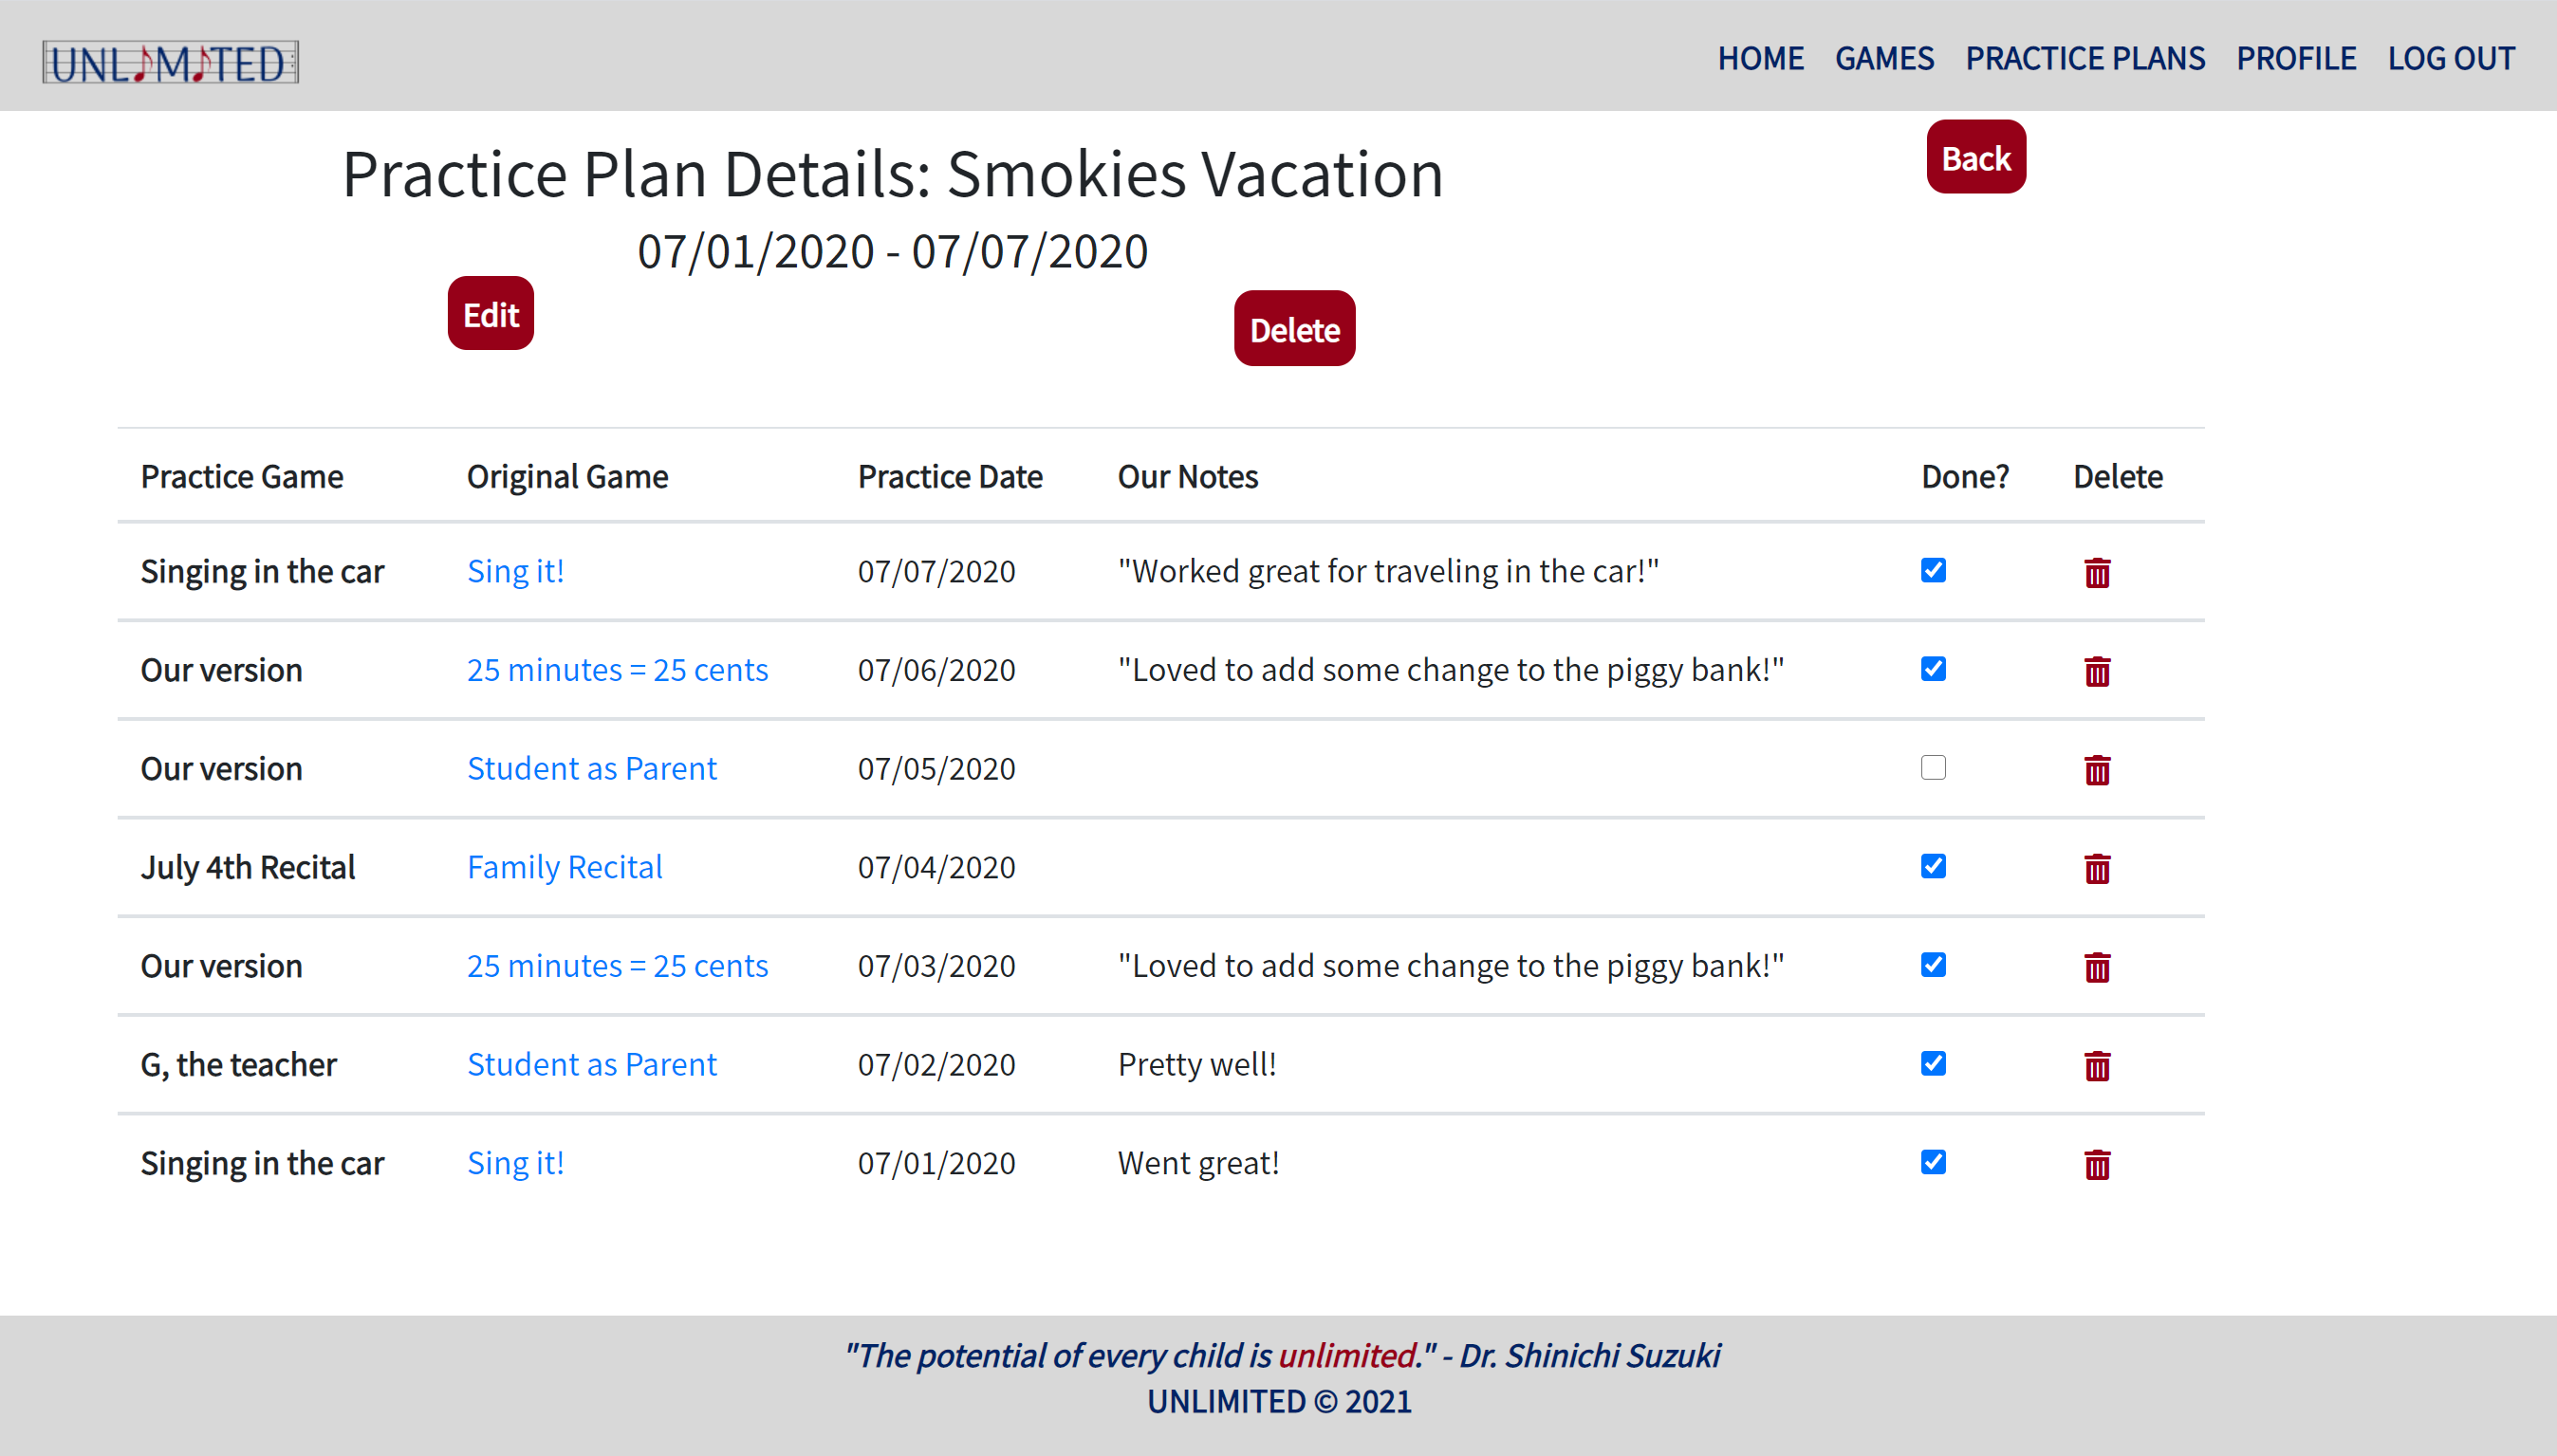 UNLIMITED HOME GAMES PRACTICE PLANS PROFILE LOG OUT
Practice Plan Details: Smokies Vacation Back
07/01/2020 - 07/07/2020
Edit Delete
Practice Game Original Game Practice Date Our Notes Done? Delete
Singing in the car Sing it! 07/07/2020 "Worked great for traveling in the car!"
Our version 25 minutes = 25 cents 07/06/2020 "Loved to add some change to the piggy bank!"
Our version Student as Parent 07/05/2020
July 4th Recital Family Recital 07/04/2020
Our version 25 minutes = 25 cents 07/03/2020 "Loved to add some change to the piggy bank!"
G, the teacher Student as Parent 07/02/2020 Pretty well!
Singing in the car Sing it! 07/01/2020 Went great!
"The potential of every child is unlimited." - Dr. Shinichi Suzuki
UNLIMITED © 2021